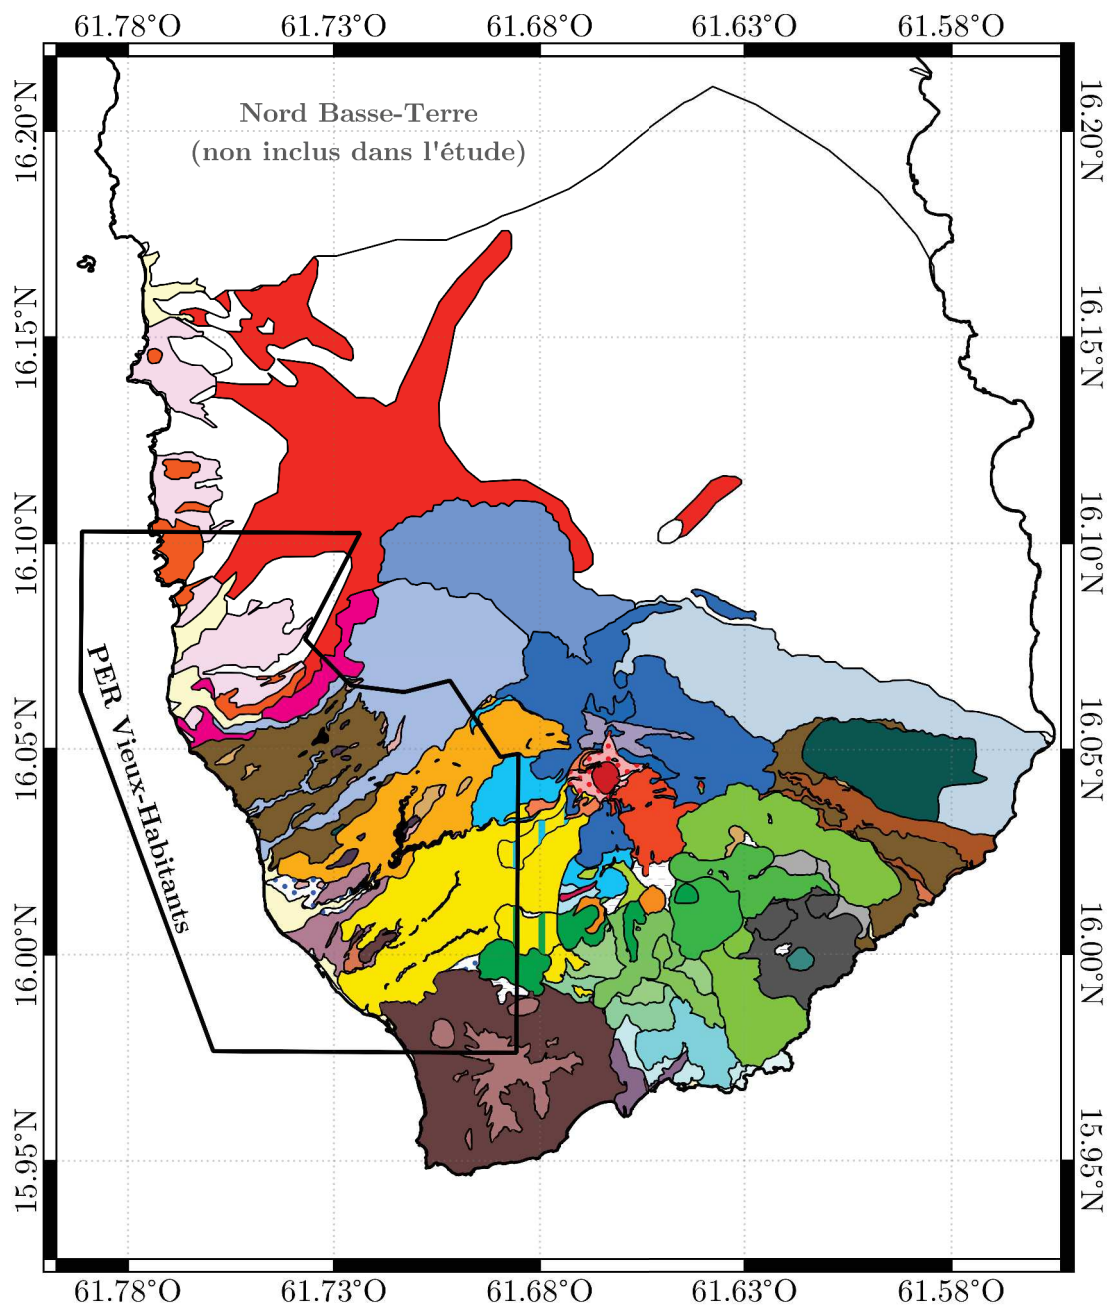 61.78°O 61.73°O 61.68°O 61.63°O 61.58°O
Nord Basse-Terre
(non inclus dans l'étude)
16.20°N
16.15°N
16.10°N
16.05°N
16.00°N
15.95°N
16.20°N
16.15°N
16.10°N
16.05°N
16.00°N
15.95°N
PER Vieux-Habitants
61.78°O 61.73°O 61.68°O 61.63°O 61.58°O